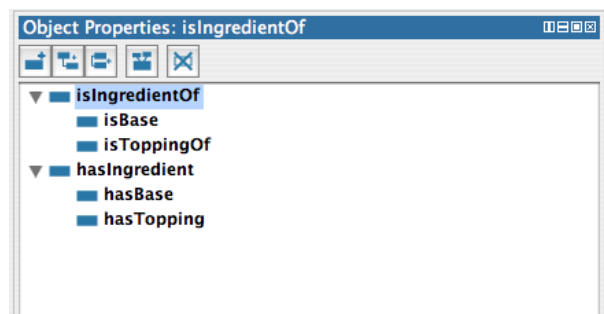 Object Properties: isIngredientOf
isIngredientOf
isBase
isToppingOf
hasIngredient
hasBase
hasTopping